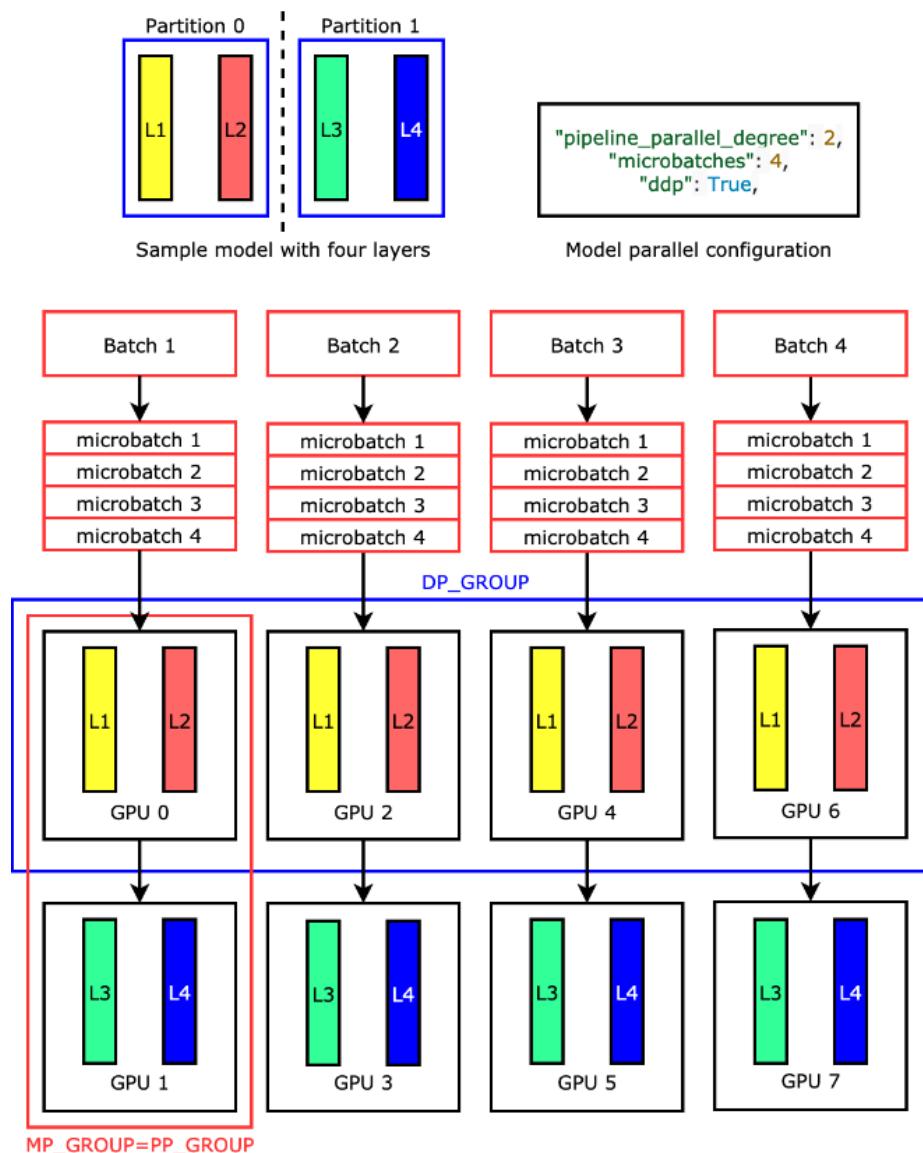 Partition 0
Partition 1
L1
L2
L3
L4
"pipeline_parallel_degree": 2,
"microbatches": 4,
"ddp": True,
Sample model with four layers
Model parallel configuration
Batch 1
Batch 2
Batch 3
Batch 4
microbatch 1
microbatch 2
microbatch 3
microbatch 4
microbatch 1
microbatch 2
microbatch 3
microbatch 4
microbatch 1
microbatch 2
microbatch 3
microbatch 4
microbatch 1
microbatch 2
microbatch 3
microbatch 4
DP_GROUP
L1
L2
GPU 0
L1
L2
GPU 2
L1
L2
GPU 4
L1
L2
GPU 6
L3
L4
GPU 1
L3
L4
GPU 3
L3
L4
GPU 5
L3
L4
GPU 7
MP_GROUP=PP_GROUP